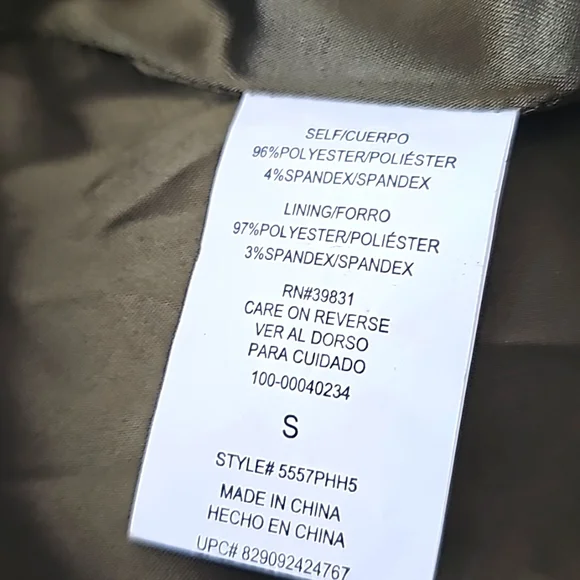 SELF/CUERPO
96%POLYESTER/POLIÉSTER
4%SPANDEX/SPANDEX
LINING/FORRO
97%POLYESTER/POLIÉSTER
3%SPANDEX/SPANDEX
RN#39831
CARE ON REVERSE
VER AL DORSO
PARA CUIDADO
100-00040234
S
STYLE# 5557PHH5
MADE IN CHINA
HECHO EN CHINA
UPC# 829092424767